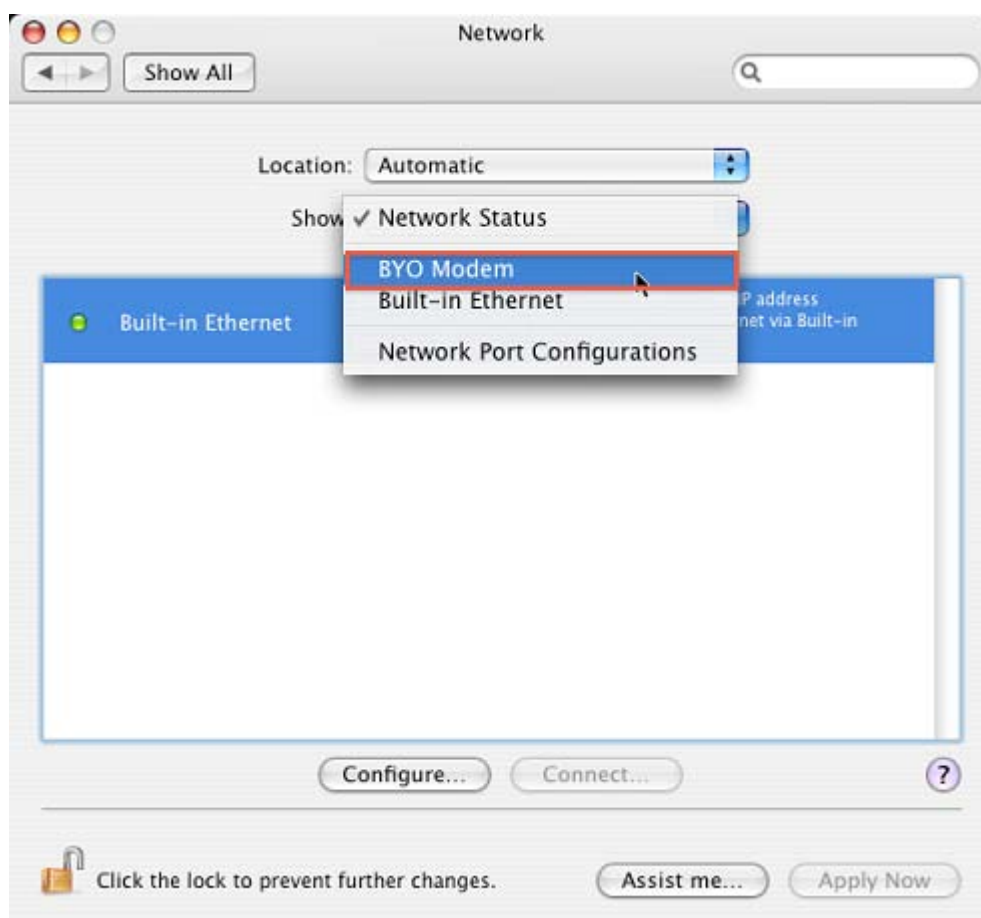 Network
Show All
Location: Automatic
Show
✓ Network Status
BYO Modem
Built-in Ethernet
Network Port Configurations
Built-in Ethernet
IP address
net via Built-in
Configure...
Connect...
?
Click the lock to prevent further changes.
Assist me...
Apply Now